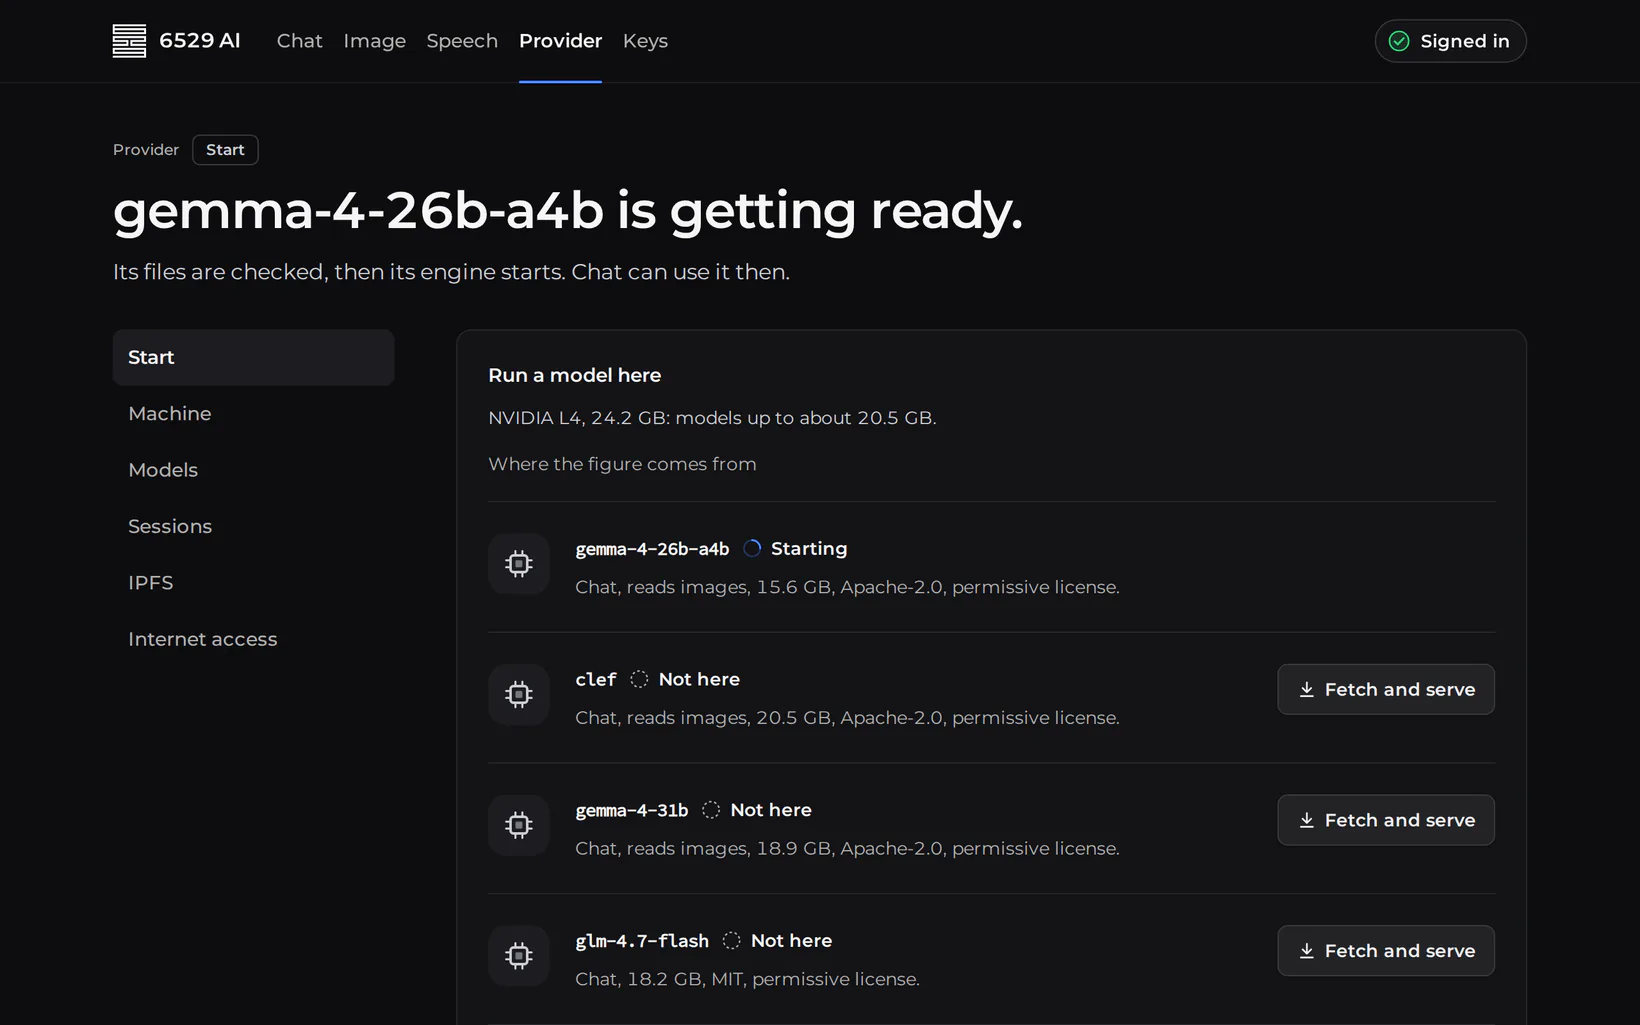 6529 AI
Chat
Image
Speech
Provider
Keys
Signed in
Provider
Start
gemma-4-26b-a4b is getting ready.
Its files are checked, then its engine starts. Chat can use it then.
Start
Machine
Models
Sessions
IPFS
Internet access
Run a model here
NVIDIA L4, 24.2 GB: models up to about 20.5 GB.
Where the figure comes from
gemma-4-26b-a4b Starting
Chat, reads images, 15.6 GB, Apache-2.0, permissive license.
clef Not here
Chat, reads images, 20.5 GB, Apache-2.0, permissive license.
Fetch and serve
gemma-4-31b Not here
Chat, reads images, 18.9 GB, Apache-2.0, permissive license.
Fetch and serve
glm-4.7-flash Not here
Chat, 18.2 GB, MIT, permissive license.
Fetch and serve